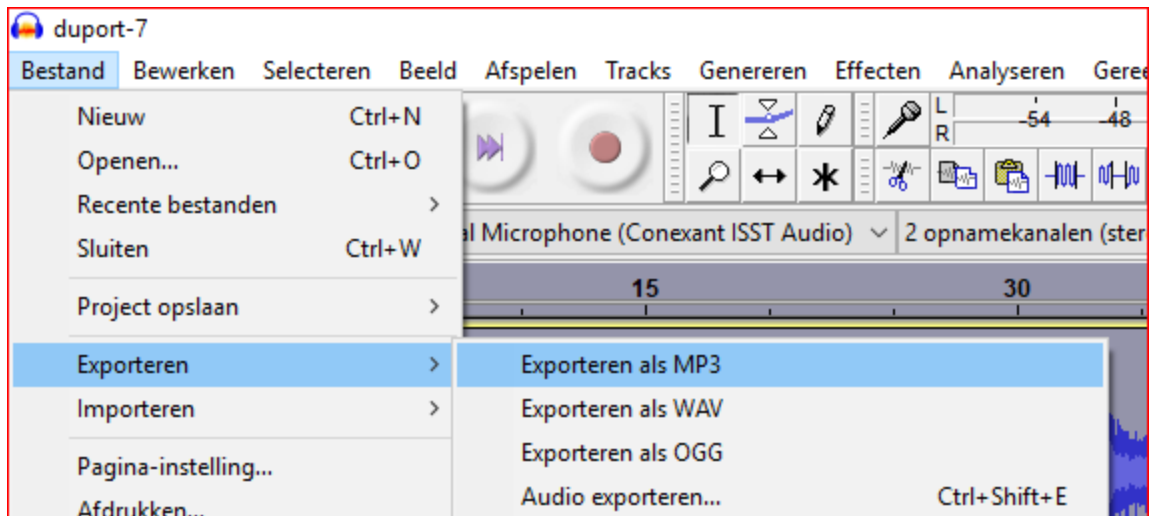 duport-7
Bestand Bewerken Selecteren Beeld Afspelen Tracks Genereren Effecten Analyseren
Nieuw Ctrl+N
Openen... Ctrl+O
Recente bestanden >
Sluiten Ctrl+W
Project opslaan >
Exporteren >
Importeren >
Pagina-instelling...
Afdrukken...
L -54 -48
R
Microphone (Conexant ISST Audio) 2 opnamekanalen
15 30
Exporteren als MP3
Exporteren als WAV
Exporteren als OGG
Audio exporteren... Ctrl+Shift+E